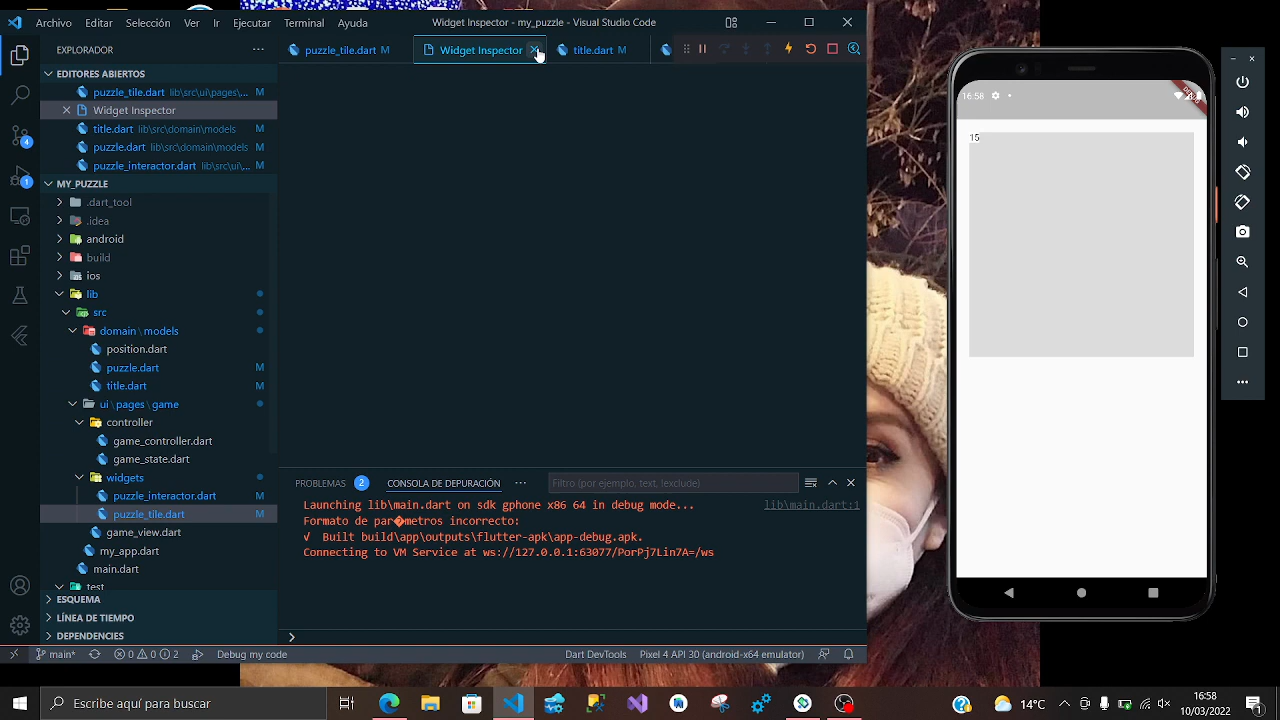 Selección
Ver
Ir
Ejecutar
Terminal
Ayuda
Widget Inspector - my_puzzle - Visual Studio Code
EXPLORADOR
puzzle_tile.dart M
Widget Inspector
title.dart M
EDITORES ABIERTOS
puzzle_tile.dart lib\src\ui\pages\... M
Widget Inspector
title.dart lib\src\domain\models M
puzzle.dart lib\src\domain\models M
puzzle_interactor.dart lib\src\ui\... M
MY_PUZZLE
.dart_tool
.idea
android
build
ios
lib
src
domain\models
position.dart
puzzle.dart M
title.dart M
ui\pages\game
controller
game_controller.dart
game_state.dart
widgets
puzzle_interactor.dart M
puzzle_tile.dart M
game_view.dart
my_app.dart
main.dart
test
ESQUEMA
LÍNEA DE TIEMPO
DEPENDENCIES
4
1
PROBLEMAS 2
CONSOLA DE DEPURACIÓN
Filtro (por ejemplo, text, !exclude)
Launching lib\main.dart on sdk gphone x86 64 in debug mode...
lib\main.dart:1
Formato de par�metros incorrecto:
√ Built build\app\outputs\flutter-apk\app-debug.apk.
Connecting to VM Service at ws://127.0.0.1:63077/PorPj7Lin7A=/ws
main*
0 0 2
Debug my code
Dart DevTools
Pixel 4 API 30 (android-x64 emulator)
16:58
15
Escribe aquí para buscar
14°C
16:58
10/03/2022